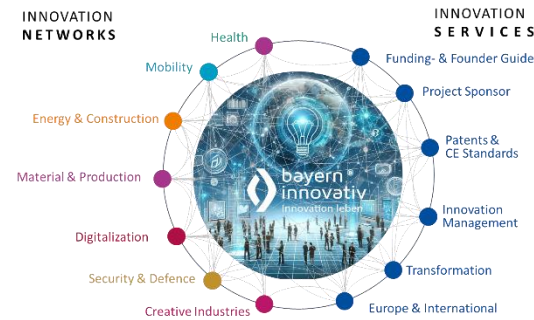 INNOVATION
NETWORKS
INNOVATION
SERVICES
Health
Mobility
Energy & Construction
Material & Production
Digitalization
Security & Defence
Creative Industries
Funding- & Founder Guide
Project Sponsor
Patents &
CE Standards
Innovation
Management
Transformation
Europe & International
bayern®
innovativ
Innovation leben